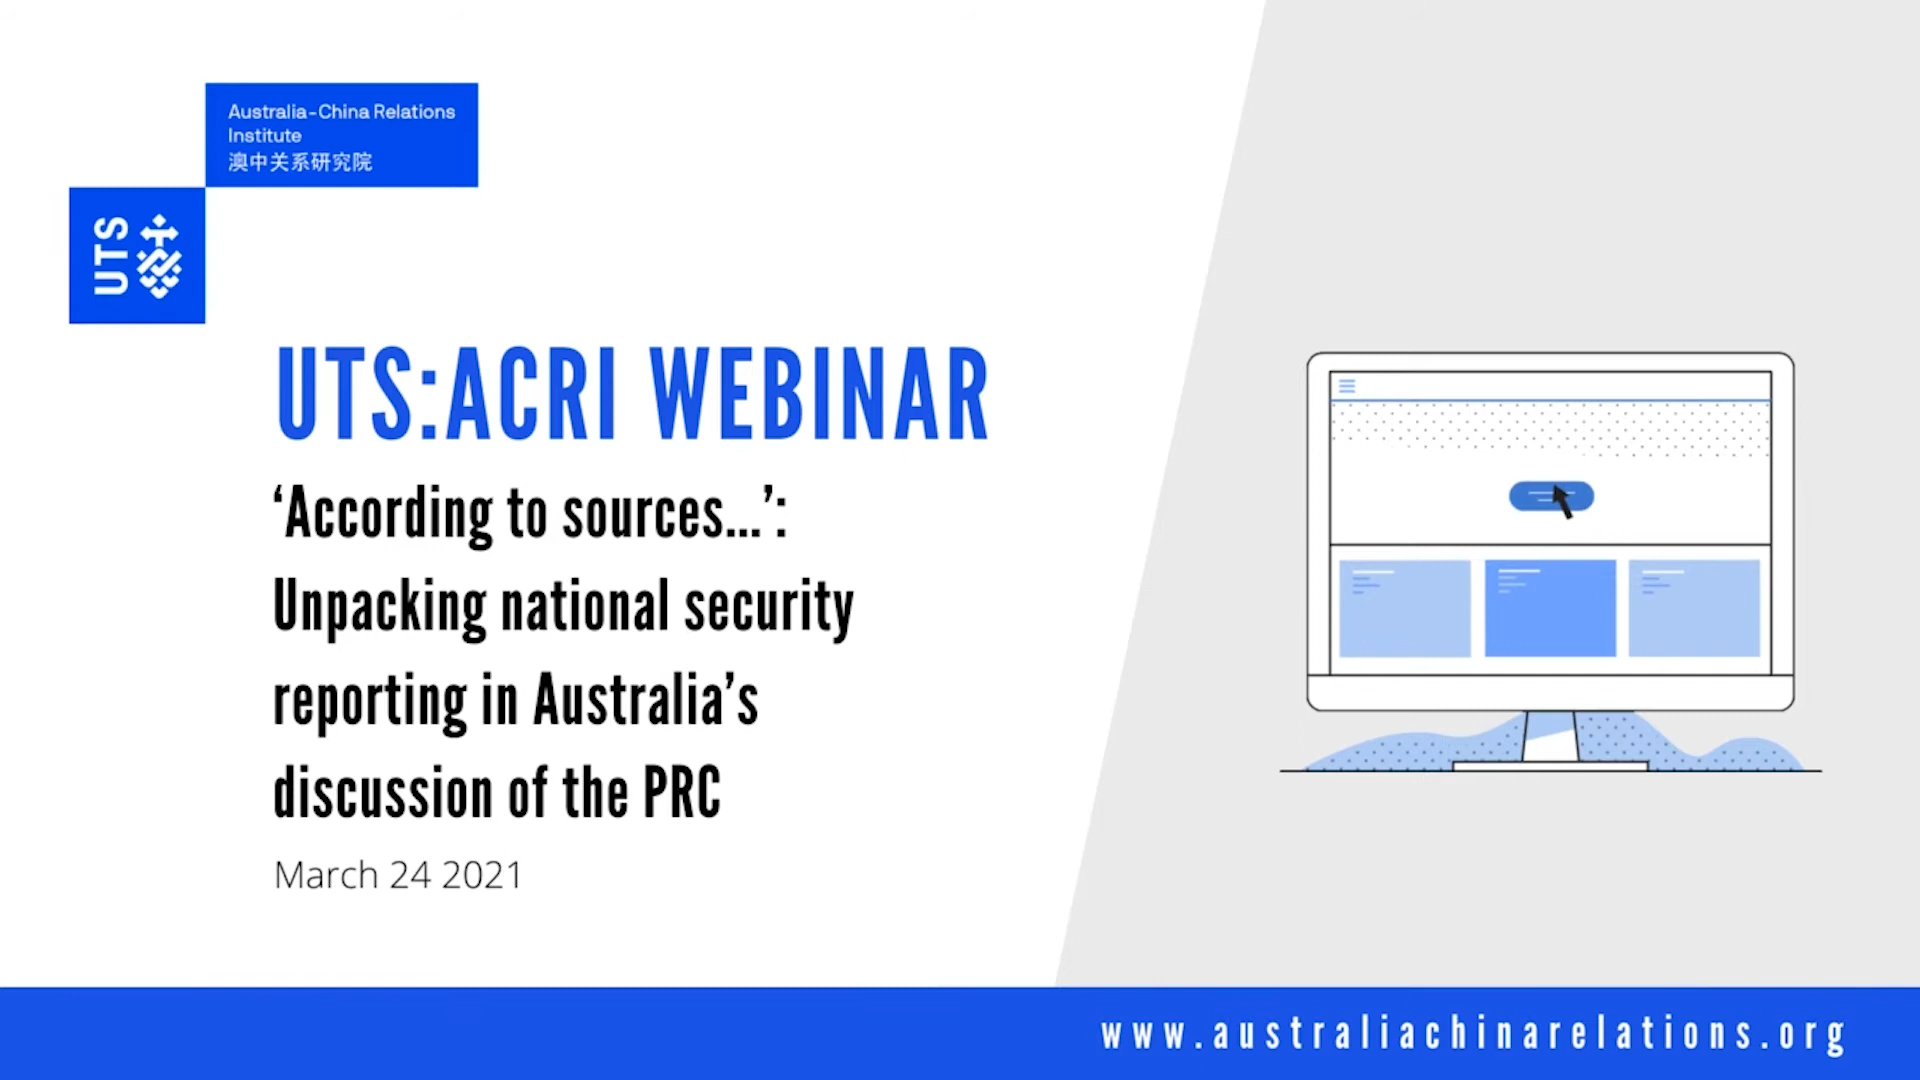 Australia-China Relations
Institute
澳中关系研究院
UTS
UTS:ACRI WEBINAR
‘According to sources...’:
Unpacking national security
reporting in Australia’s
discussion of the PRC
March 24 2021
www.australiachinarelations.org